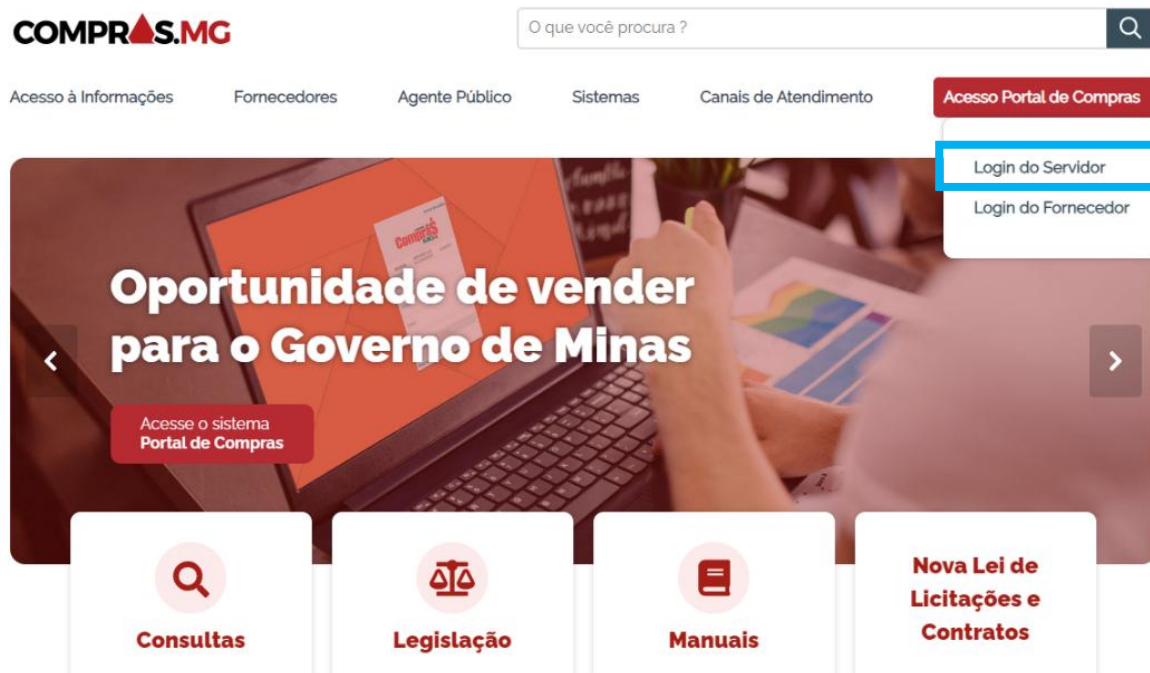 COMPRAS.MG
O que você procura ?
Acesso à Informações
Fornecedores
Agente Público
Sistemas
Canais de Atendimento
Acesso Portal de Compras
Login do Servidor
Login do Fornecedor
Compras
Oportunidade de vender
para o Governo de Minas
Acesse o sistema
Portal de Compras
Consultas
Legislação
Manuais
Nova Lei de
Licitações e
Contratos